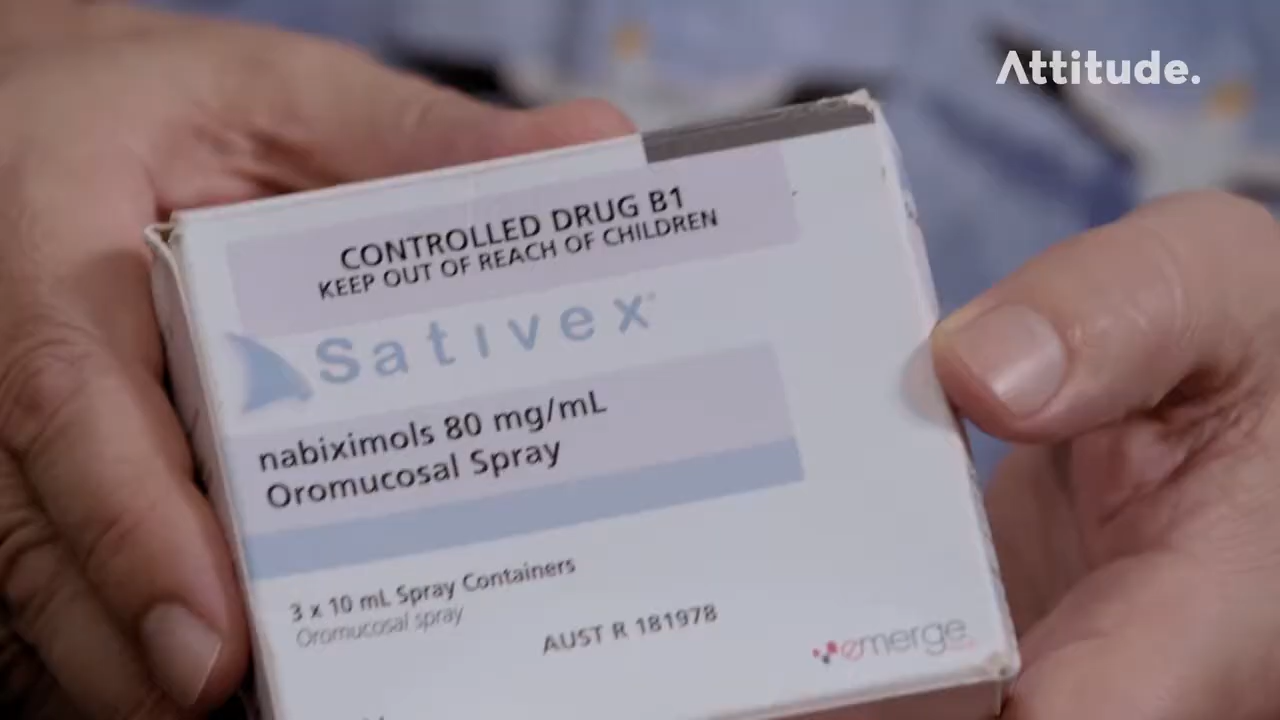 Attitude.
CONTROLLED DRUG B1
KEEP OUT OF REACH OF CHILDREN
Sativex
nabiximols 80 mg/mL
Oromucosal Spray
3 x 10 mL Spray Containers
Oromucosal spray
AUST R 181978
emerge